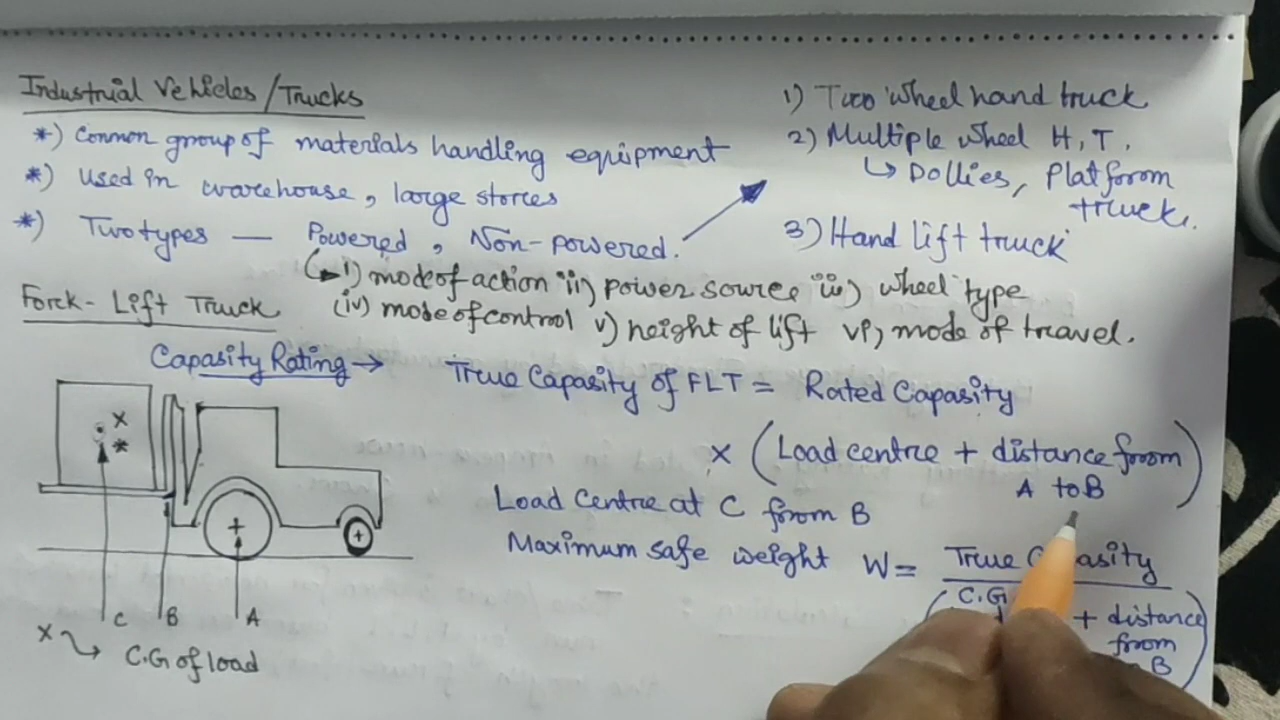 Industrial Vehicles/Trucks
*) Common group of materials handling equipment
*) Used in warehouse, large stores
*) Two types — Powered, Non-powered.
1) Two wheel hand truck
2) Multiple wheel H.T.
↳ Dollies, Platform
truck.
3) Hand lift truck
i) mode of action ii) power source iii) wheel type
(iv) mode of control v) height of lift vi) mode of travel.
Fork-Lift Truck
Capasity Rating →
True Capasity of FLT = Rated Capasity
× (Load centre + distance from
A to B)
Load Centre at C from B
Maximum safe weight W = True asity
C.G
+ distance
from
B
x
*
+
+
C B A
x C.G of load